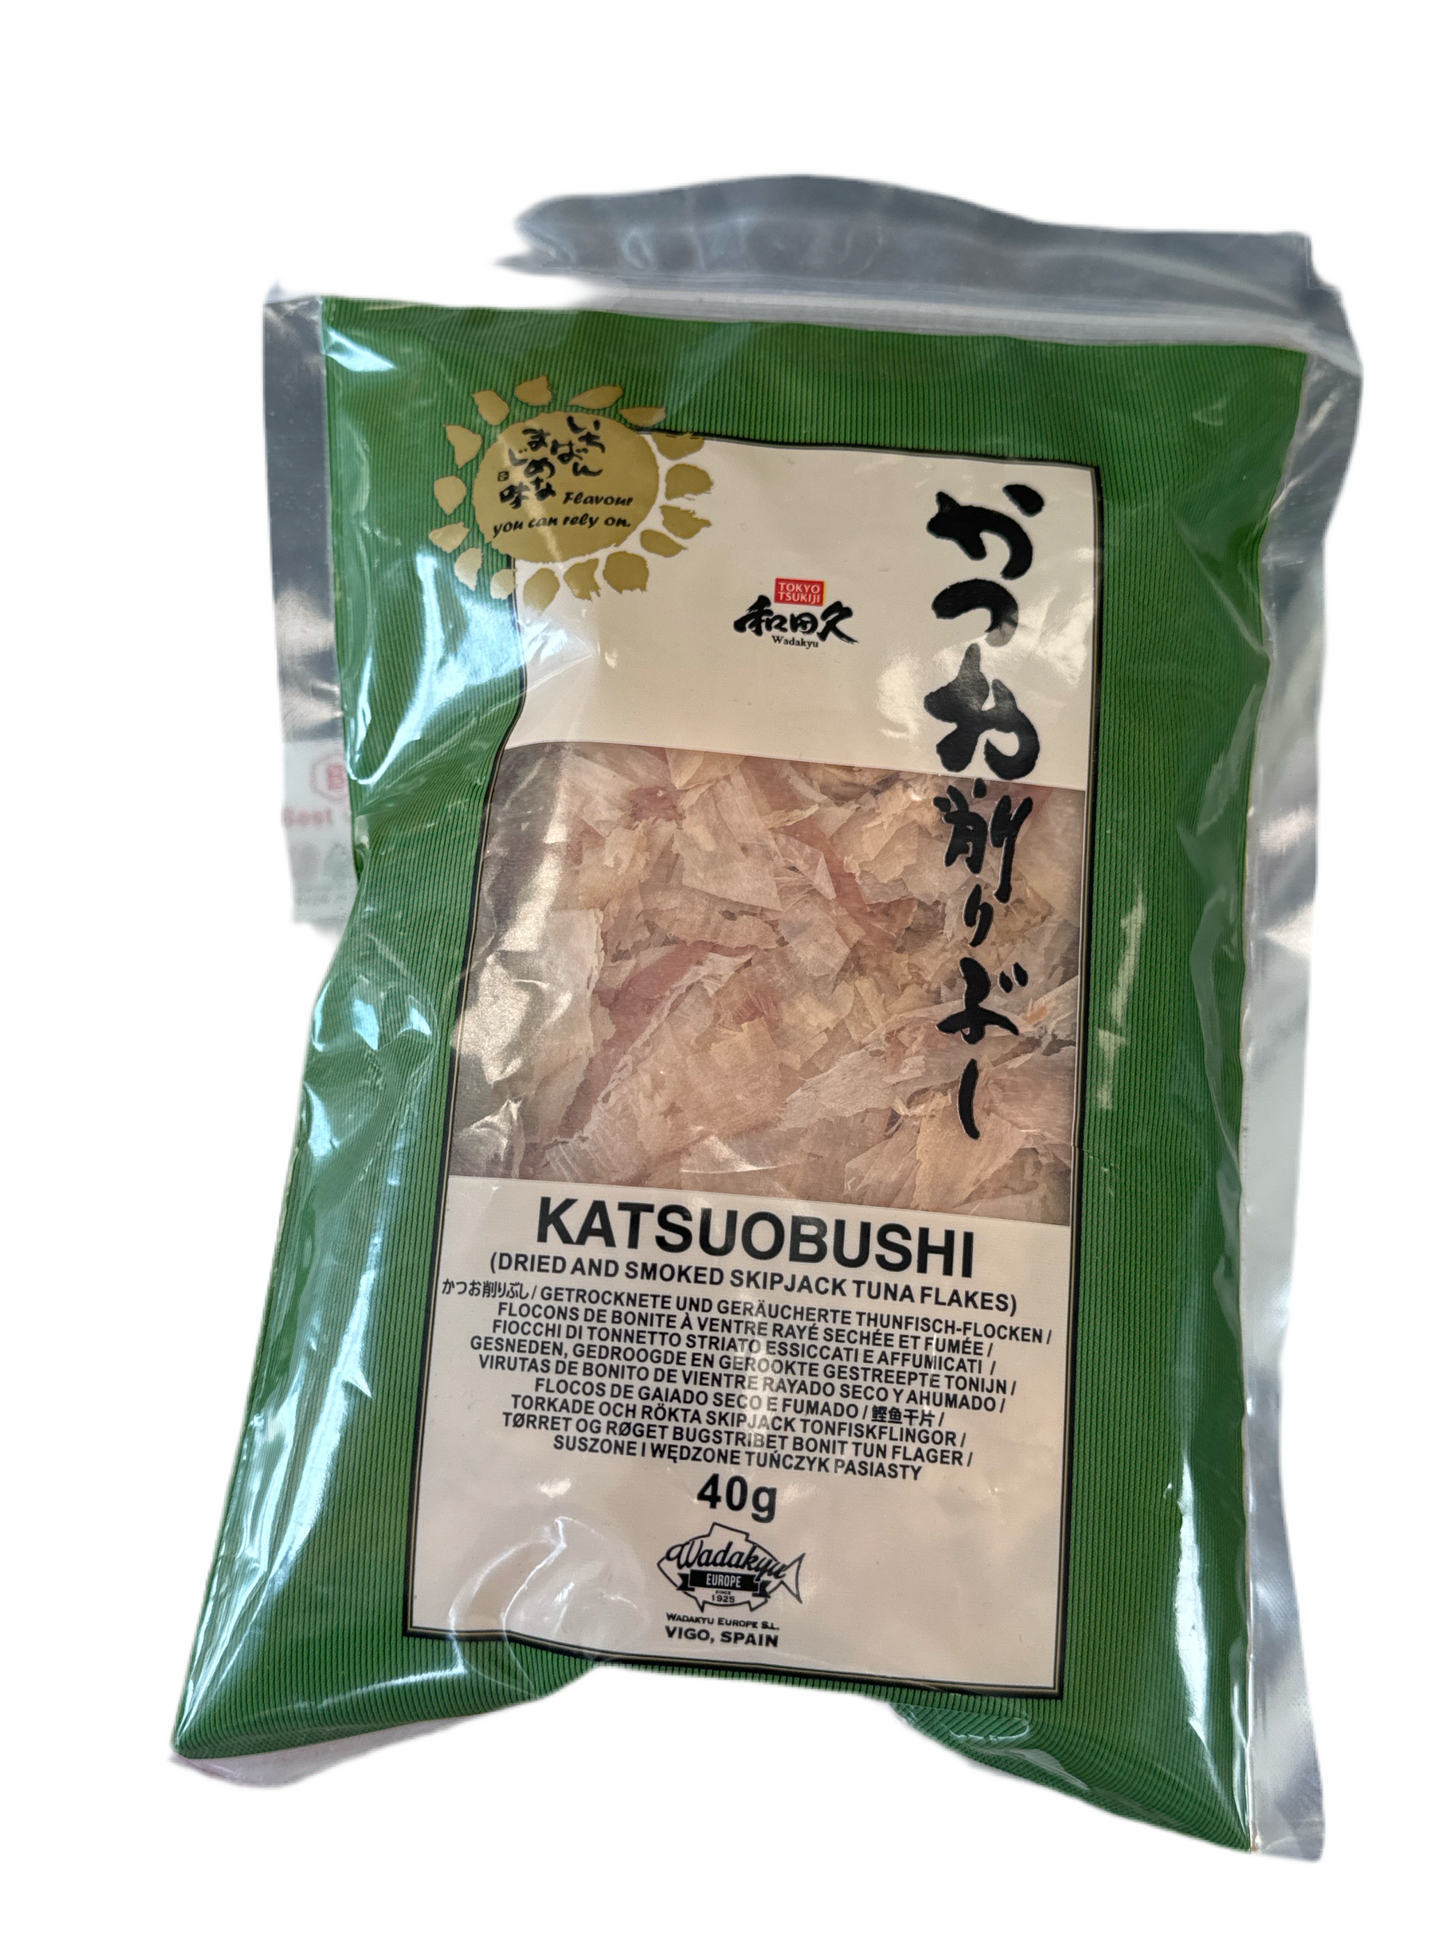 いちばん
まじめな
味
Flavour
you can rely on.
TOKYO
TSUKIJI
和田久
Wadakyu
かつお削りぶし
KATSUOBUSHI
(DRIED AND SMOKED SKIPJACK TUNA FLAKES)
かつお削りぶし / GETROCKNETE UND GERÄUCHERTE THUNFISCH-FLOCKEN /
FLOCONS DE BONITE À VENTRE RAYÉ SECHÉE ET FUMÉE /
FIOCCHI DI TONNETTO STRIATO ESSICCATI E AFFUMICATI /
GESNEDEN, GEDROOGDE EN GEROOKTE GESTREEPTE TONIJN /
VIRUTAS DE BONITO DE VIENTRE RAYADO SECO Y AHUMADO /
FLOCOS DE GAIADO SECO E FUMADO / 鲣鱼干片 /
TORKADE OCH RÖKTA SKIPJACK TONFISKFLINGOR /
TØRRET OG RØGET BUGSTRIBET BONIT TUN FLAGER /
SUSZONE I WĘDZONE TUŃCZYK PASIASTY
40g
Wadakyu
EUROPE
SINCE
1925
WADAKYU EUROPE S.L.
VIGO, SPAIN
Best